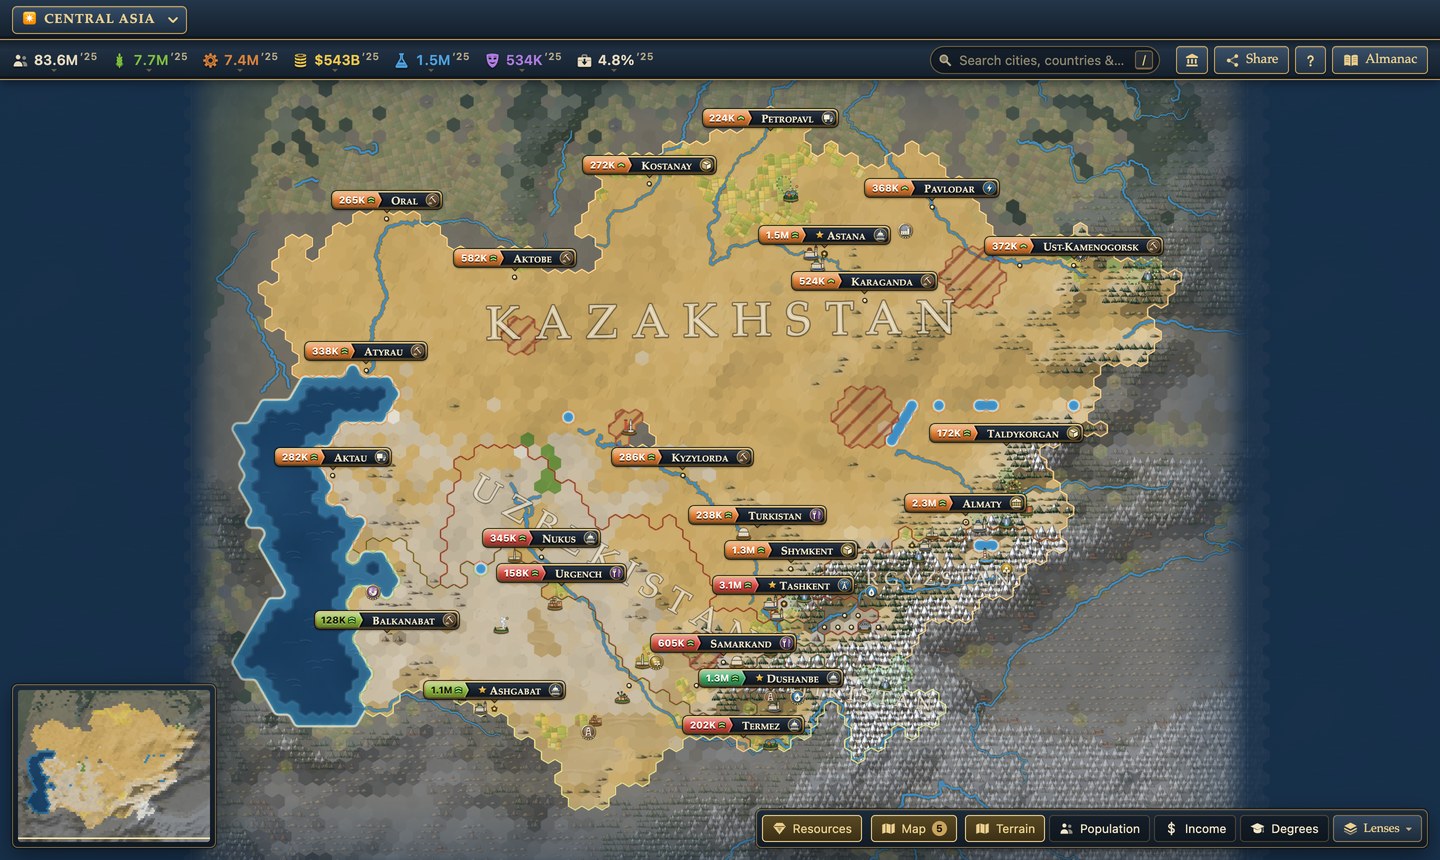 CENTRAL ASIA
83.6M '25 7.7M '25 7.4M '25 $543B '25 1.5M '25 534K '25 4.8% '25
Search cities, countries &... /
Share
?
Almanac
224K PETROPAVL
272K KOSTANAY
368K PAVLODAR
265K ORAL
1.5M ASTANA
372K UST-KAMENOGORSK
582K AKTOBE
524K KARAGANDA
KAZAKHSTAN
338K ATYRAU
172K TALDYKORGAN
282K AKTAU
286K KYZYLORDA
2.3M ALMATY
238K TURKISTAN
UZBEKISTAN
345K NUKUS
1.3M SHYMKENT
158K URGENCH
3.1M TASHKENT
128K BALKANABAT
605K SAMARKAND
1.3M DUSHANBE
1.1M ASHGABAT
202K TERMEZ
Resources
Map 5
Terrain
Population
Income
Degrees
Lenses